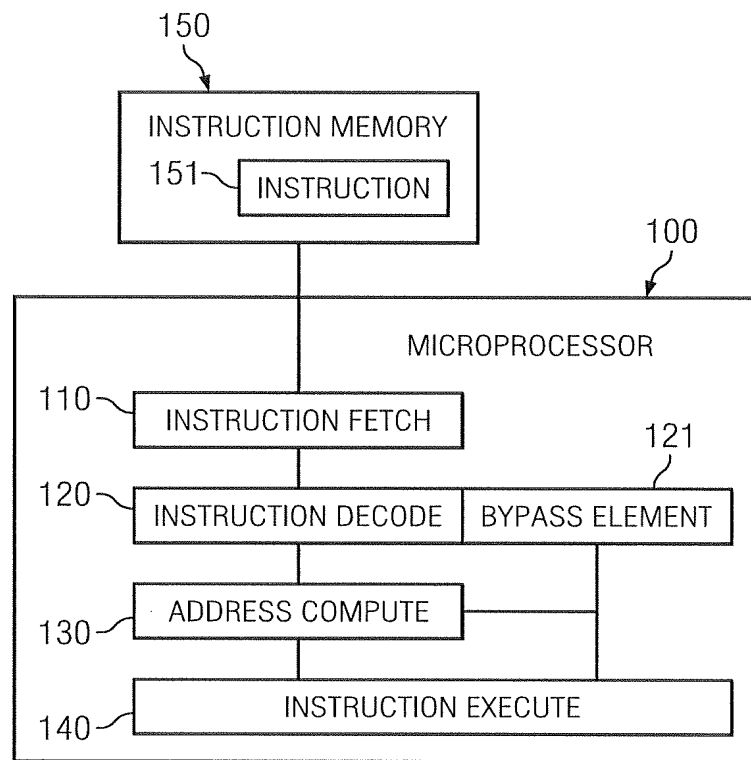 150
INSTRUCTION MEMORY
151
INSTRUCTION
100
MICROPROCESSOR
110
INSTRUCTION FETCH
121
120
INSTRUCTION DECODE
BYPASS ELEMENT
ADDRESS COMPUTE
130
INSTRUCTION EXECUTE
140